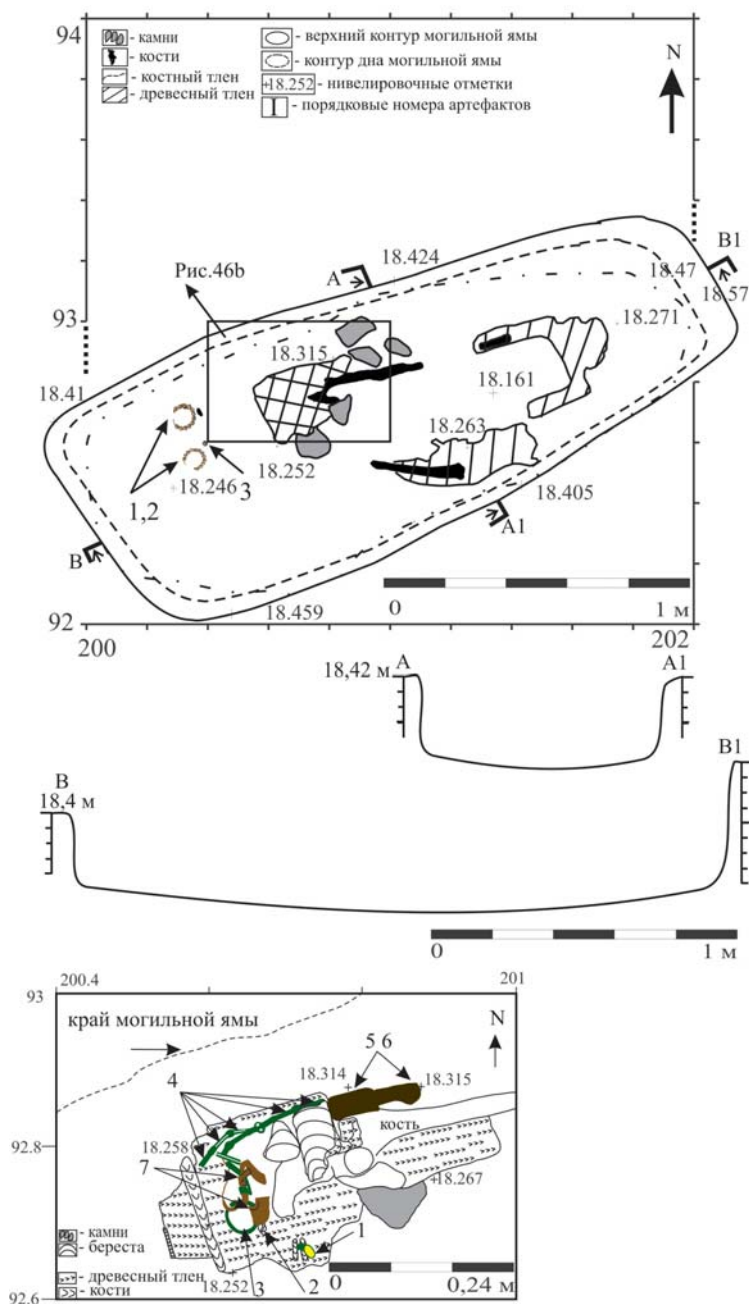 94
- камни
- кости
- костный тлен
- древесный тлен
- верхний контур могильной ямы
- контур дна могильной ямы
+18.252 - нивелировочные отметки
I - порядковые номера артефактов
N
B1
18.424
A
18.47
18.57
Рис.46b
93
18.271
18.315
18.161
18.41
18.263
18.252
3
18.246
1,2
18.405
A1
B
18.459
0
1 м
92
200
202
A
A1
18,42 м
B1
B
18,4 м
0
1 м
200.4
201
93
край могильной ямы
N
5 6
18.314
18.315
4
92.8
кость
18.258
7
18.267
- камни
- береста
1
- древесный тлен
- кости
18.252
3
2
0
0,24 м
92.6